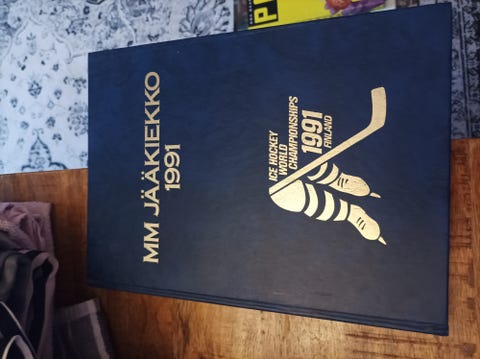 MM JÄÄKIEKKO
1991
ICE HOCKEY
WORLD
CHAMPIONSHIPS
1991
FINLAND